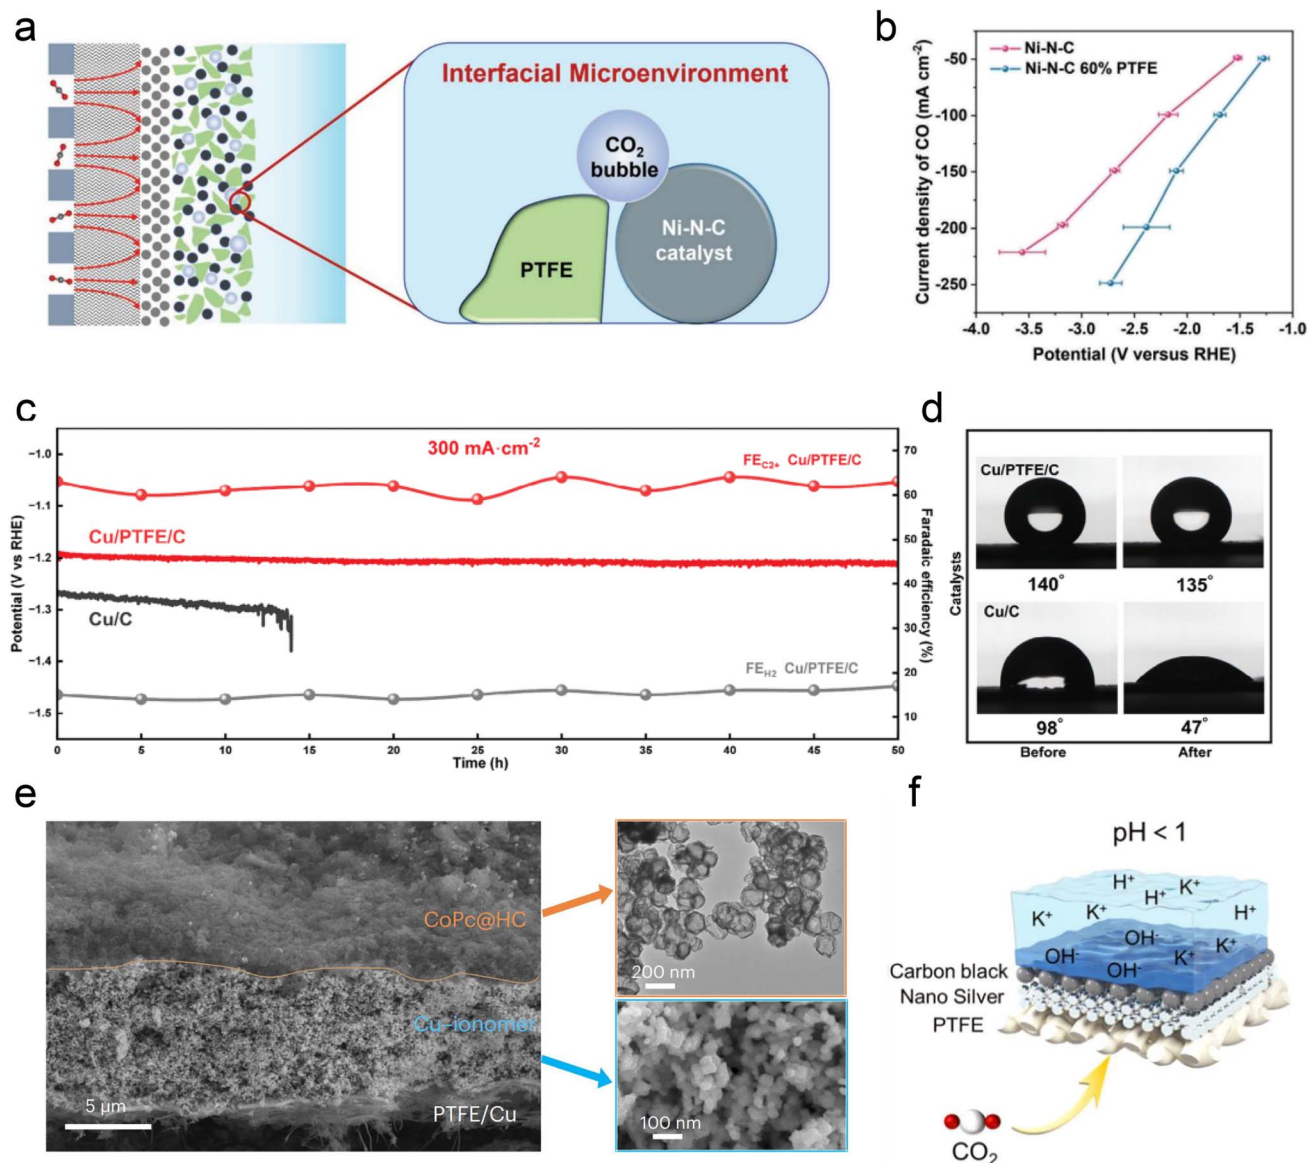 a
Interfacial Microenvironment
CO2
bubble
Ni-N-C
catalyst
PTFE
b
Ni-N-C
Ni-N-C 60% PTFE
Current density of CO (mA cm⁻²)
-50
-100
-150
-200
-250
-4.0 -3.5 -3.0 -2.5 -2.0 -1.5 -1.0
Potential (V versus RHE)
c
300 mA·cm⁻²
FE_C2+ Cu/PTFE/C
Cu/PTFE/C
Cu/C
FE_H2 Cu/PTFE/C
Potential (V vs RHE)
−1.0
−1.1
−1.2
−1.3
−1.4
−1.5
Faradaic efficiency (%)
70
60
50
40
30
20
10
0 5 10 15 20 25 30 35 40 45 50
Time (h)
d
Catalysts
Cu/PTFE/C
140° 135°
Cu/C
98° 47°
Before After
e
CoPc@HC
Cu–ionomer
PTFE/Cu
5 μm
200 nm
100 nm
f
pH < 1
H⁺ K⁺
H⁺
K⁺ K⁺ H⁺
OH⁻ K⁺
OH⁻ OH⁻ K⁺
Carbon black
Nano Silver
PTFE
CO2